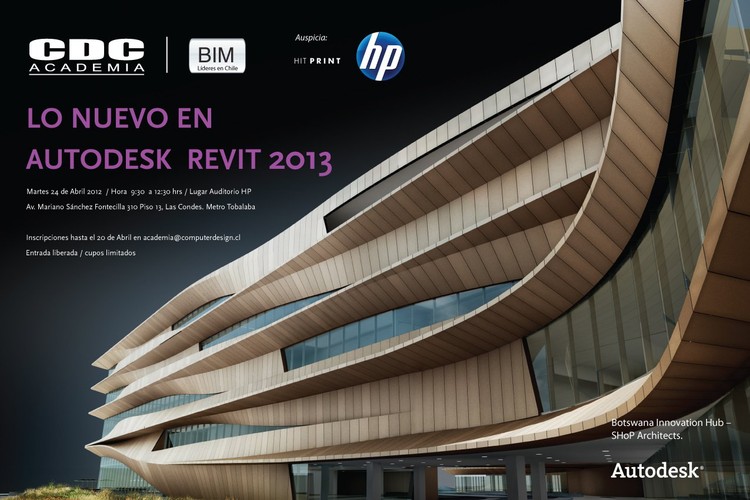 CDC
ACADEMIA
BIM
Líderes en Chile
Auspicia:
HIT PRINT
hp
LO NUEVO EN
AUTODESK REVIT 2013
Martes 24 de Abril 2012 / Hora 9:30 a 12:30 hrs / Lugar Auditorio HP
Av. Mariano Sánchez Fontecilla 310 Piso 13, Las Condes. Metro Tobalaba
Inscripciones hasta el 20 de Abril en academia@computerdesign.cl
Entrada liberada / cupos limitados
Botswana Innovation Hub –
SHoP Architects.
Autodesk®